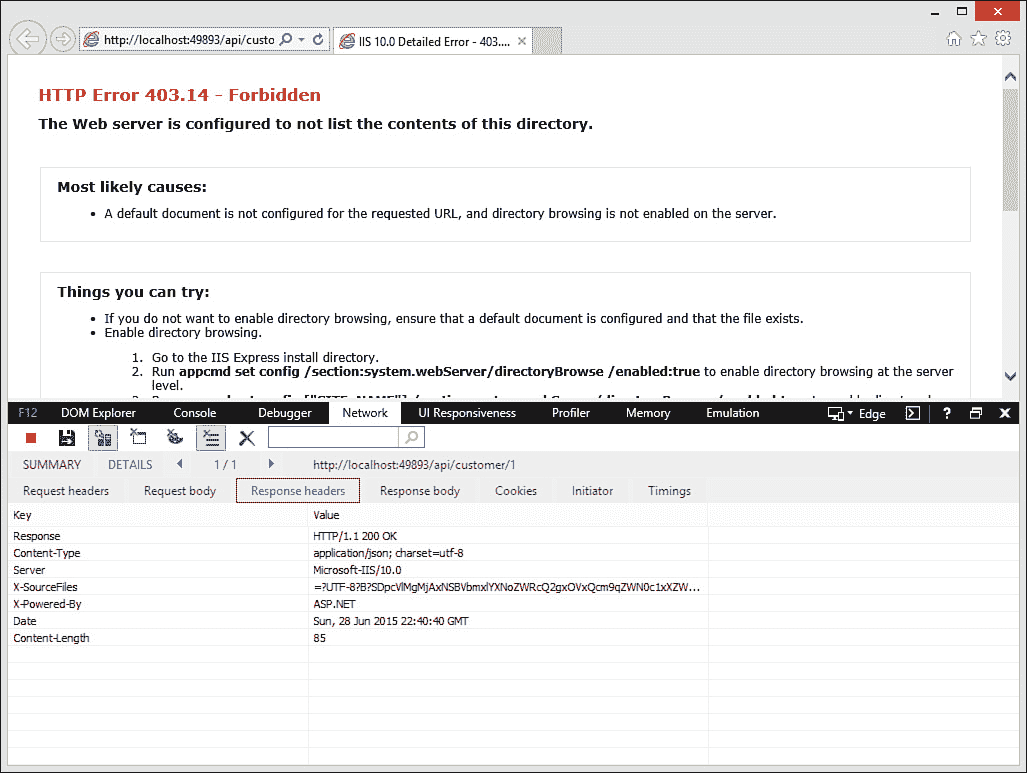 http://localhost:49893/api/custo
IIS 10.0 Detailed Error - 403....
HTTP Error 403.14 - Forbidden
The Web server is configured to not list the contents of this directory.
Most likely causes:
• A default document is not configured for the requested URL, and directory browsing is not enabled on the server.
Things you can try:
• If you do not want to enable directory browsing, ensure that a default document is configured and that the file exists.
• Enable directory browsing.
1. Go to the IIS Express install directory.
2. Run appcmd set config /section:system.webServer/directoryBrowse /enabled:true to enable directory browsing at the server
level.
F12 DOM Explorer Console Debugger Network UI Responsiveness Profiler Memory Emulation Edge ?
SUMMARY DETAILS 1 / 1 http://localhost:49893/api/customer/1
Request headers Request body Response headers Response body Cookies Initiator Timings
Key Value
Response HTTP/1.1 200 OK
Content-Type application/json; charset=utf-8
Server Microsoft-IIS/10.0
X-SourceFiles
X-Powered-By ASP.NET
Date Sun, 28 Jun 2015 22:40:40 GMT
Content-Length 85